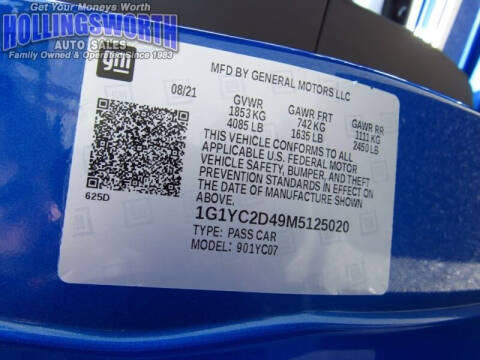 Get Your Moneys Worth
HOLLINGSWORTH
AUTO SALES
Family Owned & Operated Since 1983
gm
MFD BY GENERAL MOTORS LLC
08/21
GVWR GAWR FRT GAWR RR
1853 KG 742 KG 1111 KG
4085 LB 1635 LB 2450 LB
THIS VEHICLE CONFORMS TO ALL
APPLICABLE U.S. FEDERAL MOTOR
VEHICLE SAFETY, BUMPER, AND THEFT
PREVENTION STANDARDS IN EFFECT ON
THE DATE OF MANUFACTURE SHOWN
ABOVE.
625D
1G1YC2D49M5125020
TYPE: PASS CAR
MODEL: 901YC07